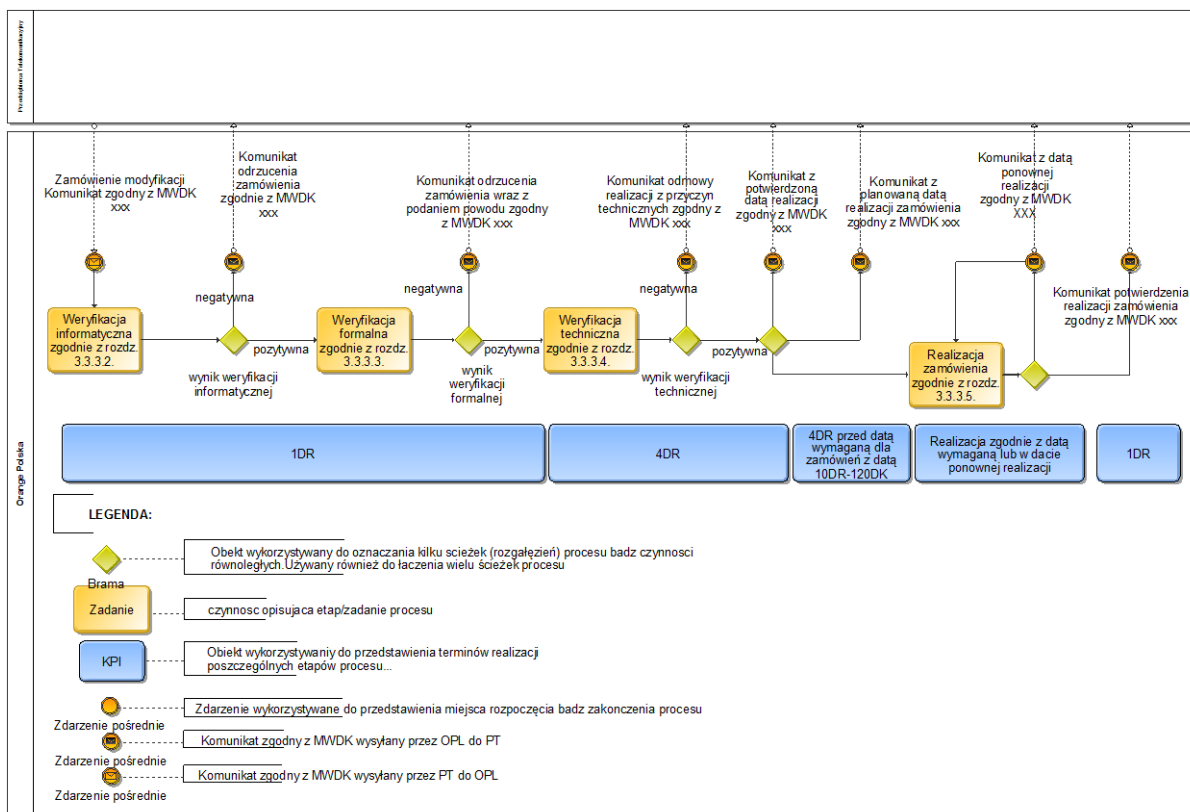 Przedsiębiorca Telekomunikacyjny
Orange Polska
Zamówienie modyfikacji
Komunikat zgodny z MWDK
xxx
Komunikat
odrzucenia
zamówienia
zgodnie z MWDK
xxx
Komunikat odrzucenia
zamówienia wraz z
podaniem powodu zgodny
z MWDK xxx
Komunikat odmowy
realizacji z przyczyn
technicznych zgodny z
MWDK xxx
Komunikat z
potwierdzoną
datą realizacji
zgodny z MWDK
xxx
Komunikat z
planowaną datą
realizacji zamówienia
zgodny z MWDK xxx
Komunikat z datą
ponownej
realizacji
zgodny z MWDK
XXX
Komunikat potwierdzenia
realizacji zamówienia
zgodny z MWDK xxx
negatywna
negatywna
negatywna
Weryfikacja
informatyczna
zgodnie z rozdz.
3.3.3.2.
pozytywna
wynik weryfikacji
informatycznej
Weryfikacja
formalna
zgodnie z rozdz.
3.3.3.3.
pozytywna
wynik
weryfikacji
formalnej
Weryfikacja
techniczna
zgodnie z rozdz.
3.3.3.4.
pozytywna
wynik weryfikacji
technicznej
Realizacja
zamówienia
zgodnie z rozdz.
3.3.3.5.
1DR
4DR
4DR przed datą
wymaganą dla
zamówień z datą
10DR-120DK
Realizacja zgodnie z datą
wymaganą lub w dacie
ponownej realizacji
1DR
LEGENDA:
Brama
Obekt wykorzystywany do oznaczania kilku scieżek (rozgałęzień) procesu badz czynnosci
równoległych.Używany również do łaczenia wielu ścieżek procesu
Zadanie
czynnosc opisujaca etap/zadanie procesu
KPI
Obiekt wykorzystywaniy do przedstawienia terminów realizacji
poszczególnych etapów procesu...
Zdarzenie pośrednie
Zdarzenie wykorzystywane do przedstawienia miejsca rozpoczęcia badz zakonczenia procesu
Zdarzenie pośrednie
Komunikat zgodny z MWDK wysyłany przez OPL do PT
Zdarzenie pośrednie
Komunikat zgodny z MWDK wysyłany przez PT do OPL